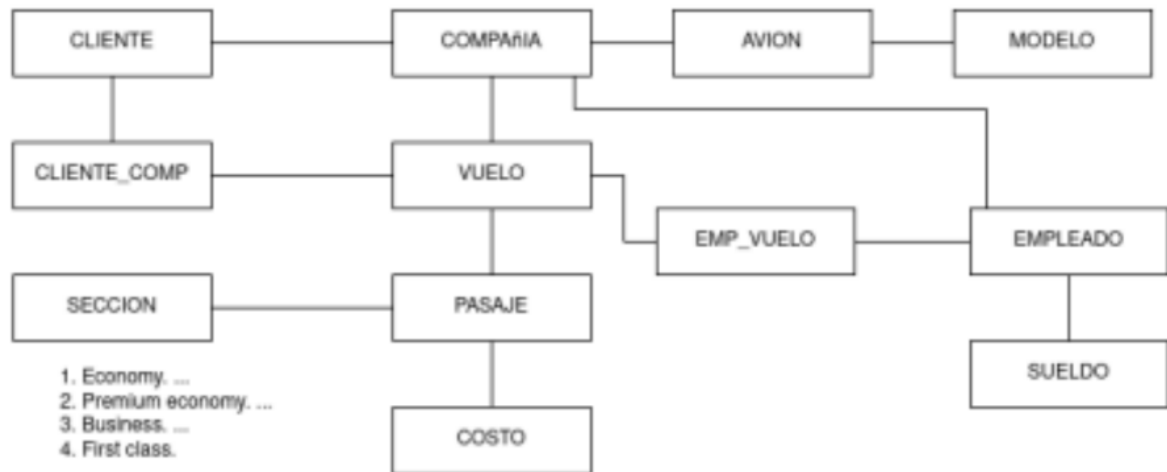 CLIENTE
COMPAñIA
AVION
MODELO
CLIENTE_COMP
VUELO
EMP_VUELO
EMPLEADO
SECCION
PASAJE
SUELDO
1. Economy. ...
2. Premium economy. ...
3. Business. ...
4. First class.
COSTO